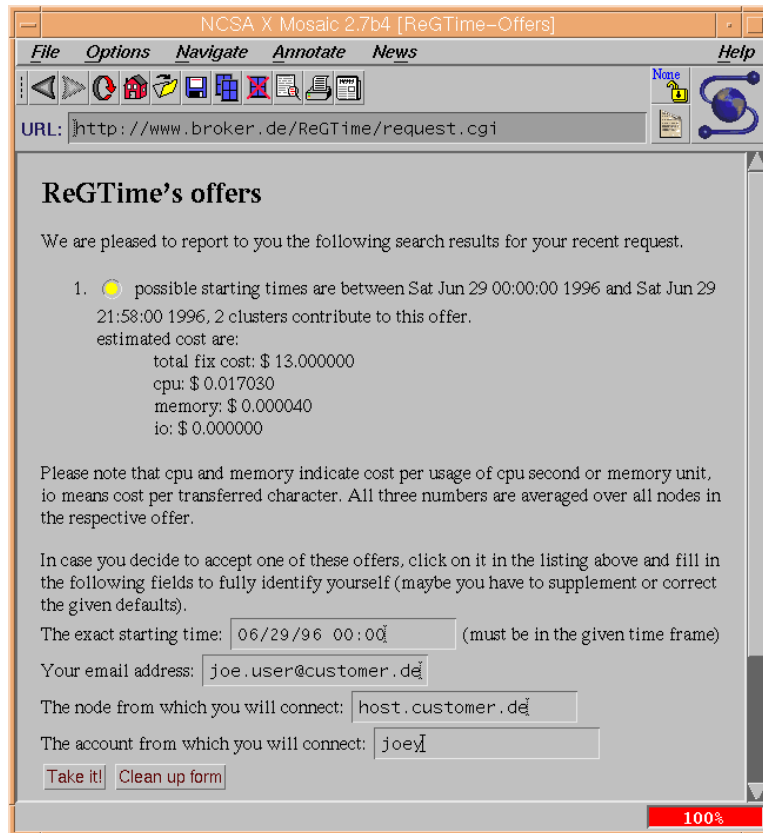 NCSA X Mosaic 2.7b4 [ReGTime-Offers]
File Options Navigate Annotate News Help
None
URL: http://www.broker.de/ReGTime/request.cgi
ReGTime's offers
We are pleased to report to you the following search results for your recent request.
1. possible starting times are between Sat Jun 29 00:00:00 1996 and Sat Jun 29
21:58:00 1996, 2 clusters contribute to this offer.
estimated cost are:
total fix cost: $ 13.000000
cpu: $ 0.017030
memory: $ 0.000040
io: $ 0.000000
Please note that cpu and memory indicate cost per usage of cpu second or memory unit,
io means cost per transferred character. All three numbers are averaged over all nodes in
the respective offer.
In case you decide to accept one of these offers, click on it in the listing above and fill in
the following fields to fully identify yourself (maybe you have to supplement or correct
the given defaults).
The exact starting time: 06/29/96 00:00 (must be in the given time frame)
Your email address: joe.user@customer.de
The node from which you will connect: host.customer.de
The account from which you will connect: joey
Take it! Clean up form
100%